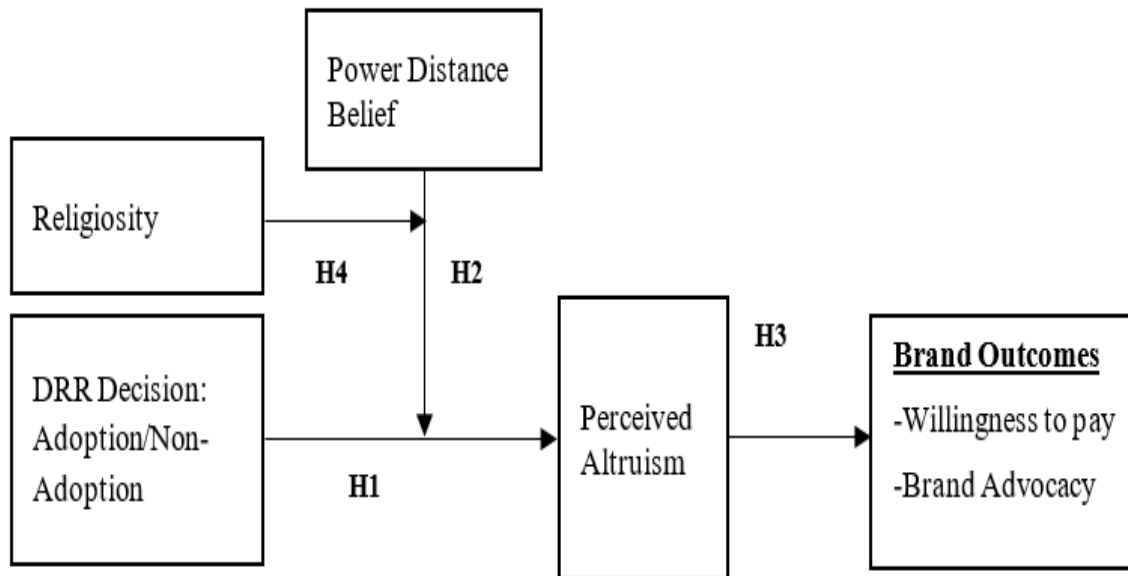 Power Distance
Belief
Religiosity
H4
H2
DRR Decision:
Adoption/Non-
Adoption
H1
Perceived
Altruism
H3
Brand Outcomes
-Willingness to pay
-Brand Advocacy